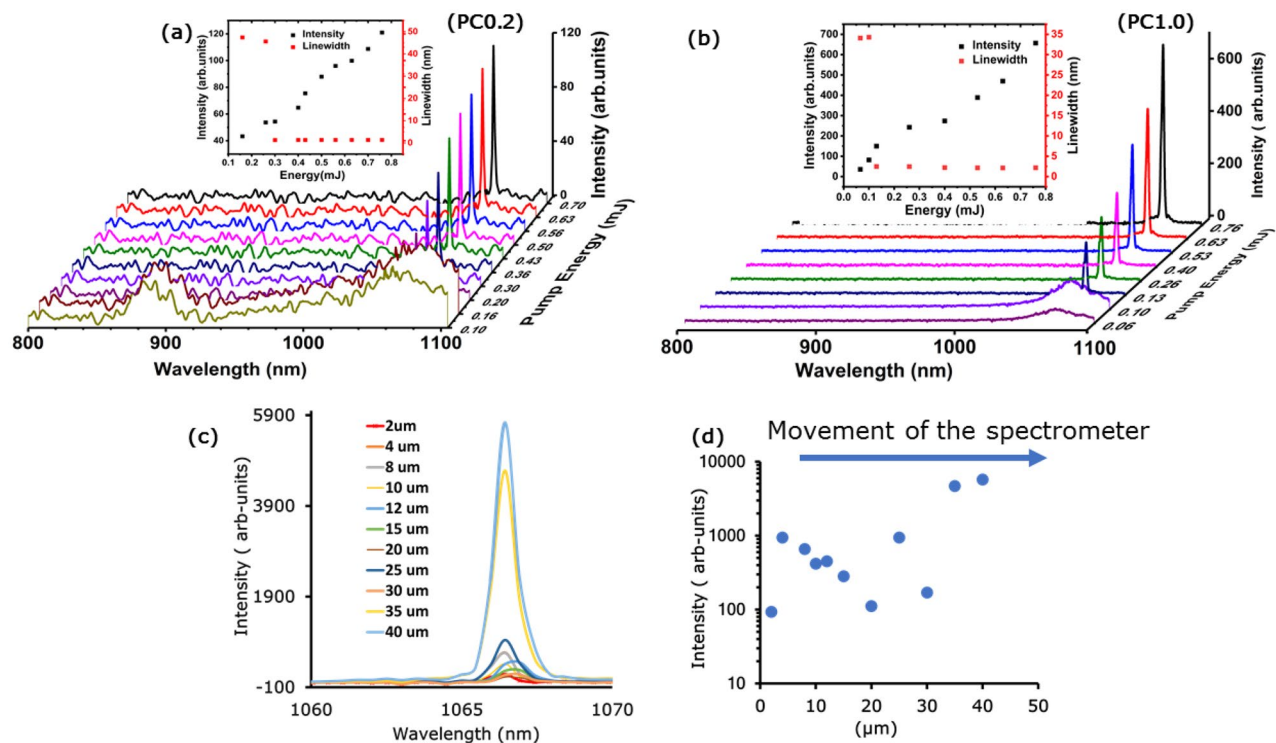 (a)
(PC0.2)
Intensity
Linewidth
Intensity (arb.units)
Linewidth (nm)
120
100
80
60
40
50
40
30
20
10
0
0.1 0.2 0.3 0.4 0.5 0.6 0.7 0.8
Energy(mJ)
120
80
40
0
Intensity (arb.units)
0.70
0.63
0.56
0.50
0.43
0.36
0.30
0.20
0.16
0.10
Pump Energy (mJ)
800 900 1000 1100
Wavelength (nm)
(b)
(PC1.0)
Intensity
Linewidth
Intensity (arb.units)
Linewidth (nm)
700
600
500
400
300
200
100
0
35
30
25
20
15
10
5
0
0.0 0.1 0.2 0.3 0.4 0.5 0.6 0.7 0.8
Energy (mJ)
600
400
200
0
Intensity ( arb.units)
0.76
0.63
0.53
0.40
0.26
0.13
0.10
0.06
Pump Energy (mJ)
800 900 1000 1100
Wavelength (nm)
(c)
5900
3900
1900
-100
Intensity ( arb-units)
2um
4 um
8 um
10 um
12 um
15 um
20 um
25 um
30 um
35 um
40 um
1060 1065 1070
Wavelength (nm)
(d)
Movement of the spectrometer
10000
1000
100
10
Intensity ( arb-units)
0 10 20 30 40 50
(μm)